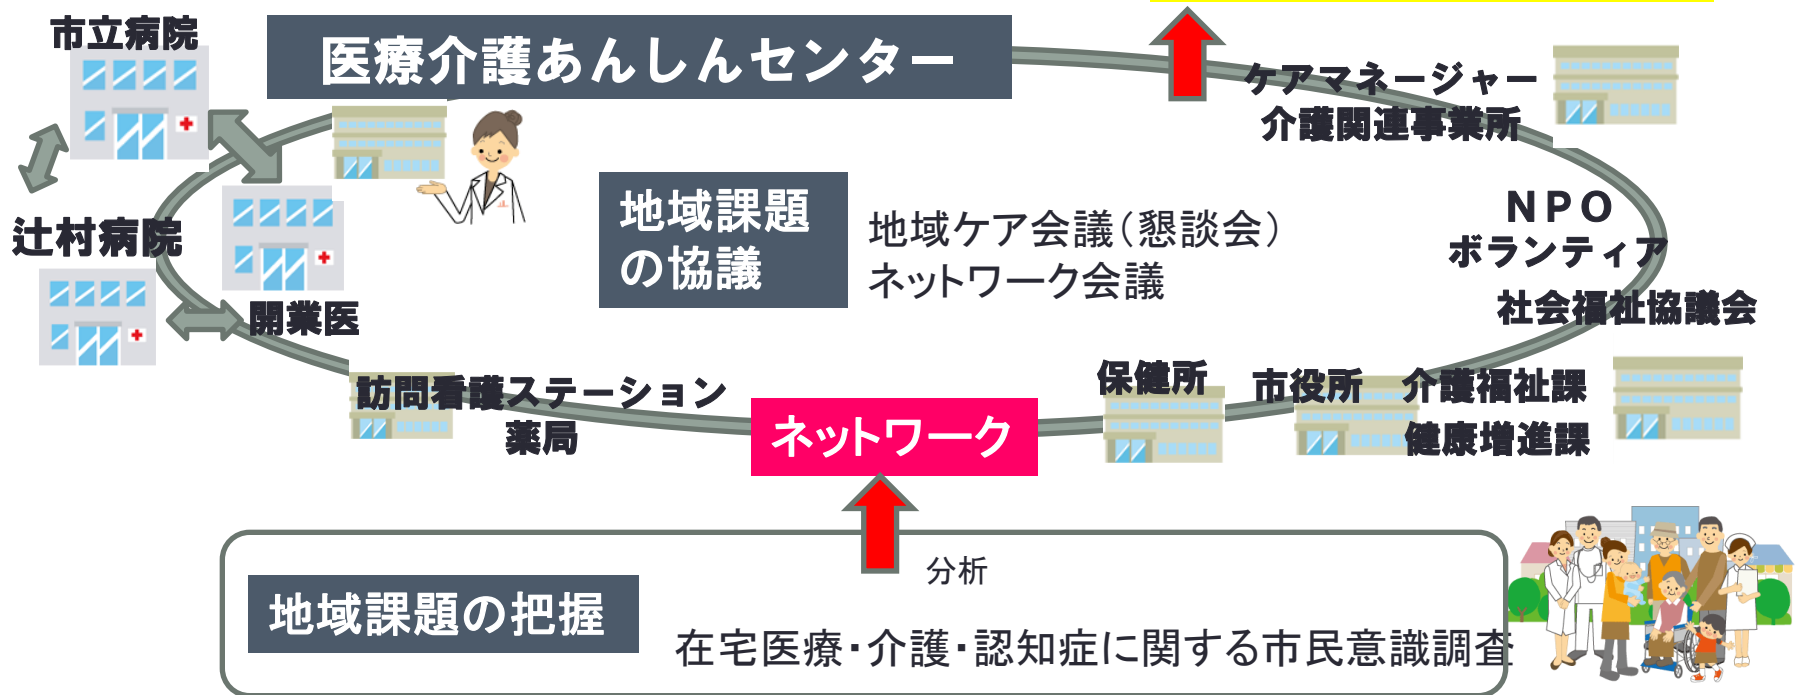 市立病院
医療介護あんしんセンター
ケアマネージャー
介護関連事業所
地域課題
の協議
地域ケア会議（懇談会）
ネットワーク会議
NPO
ボランティア
辻村病院
社会福祉協議会
開業医
訪問看護ステーション
薬局
ネットワーク
保健所
市役所
介護福祉課
健康増進課
分析
地域課題の把握
在宅医療・介護・認知症に関する市民意識調査